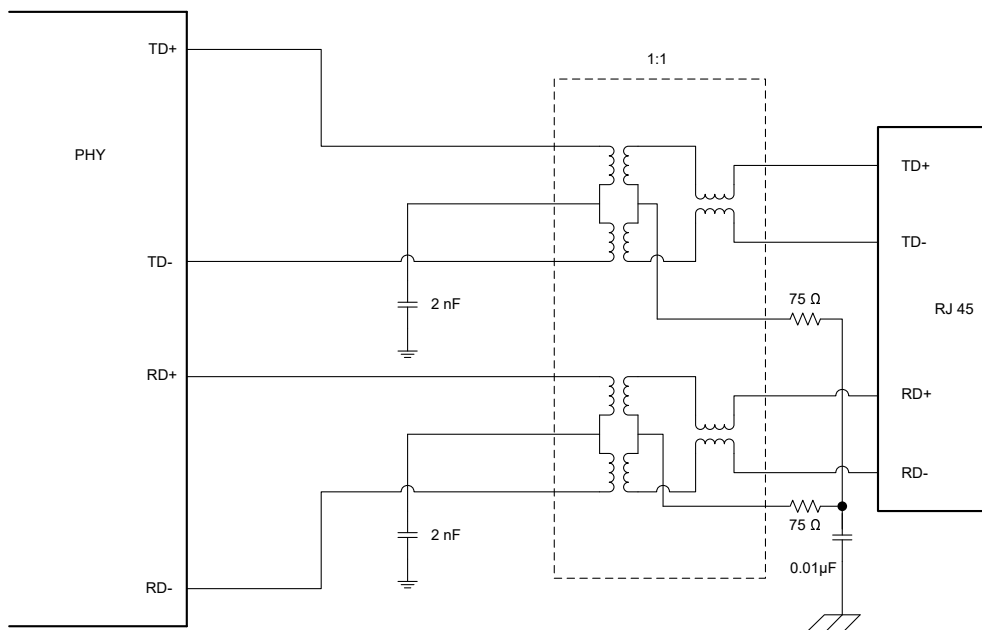 1:1
TD+
PHY
TD+
TD-
TD-
75 Ω
2 nF
RJ 45
RD+
RD+
RD-
75 Ω
2 nF
0.01µF
RD-